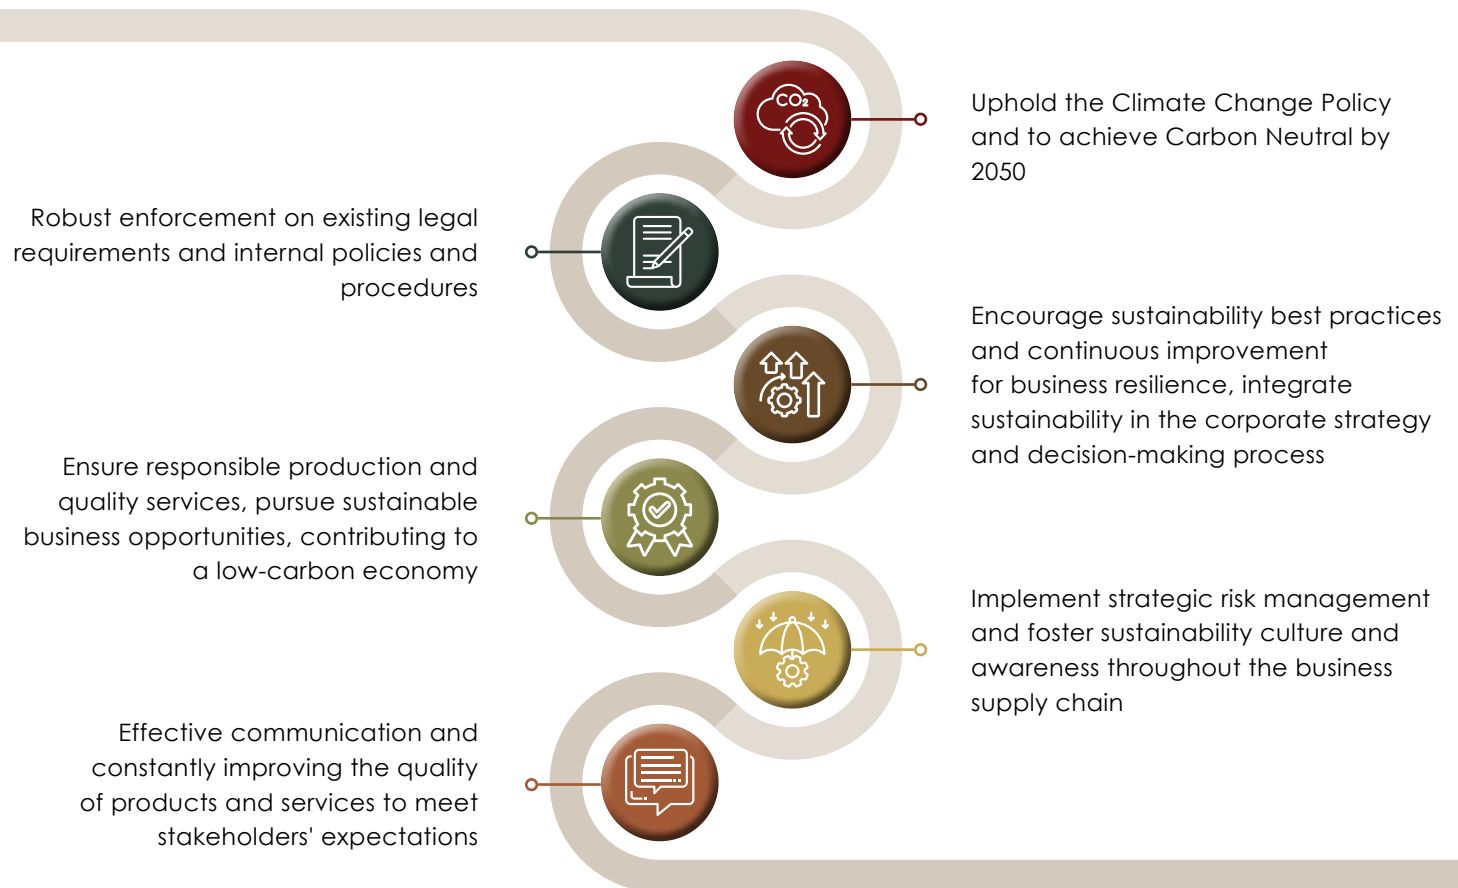 CO₂
Uphold the Climate Change Policy
and to achieve Carbon Neutral by
2050
Robust enforcement on existing legal
requirements and internal policies and
procedures
Encourage sustainability best practices
and continuous improvement
for business resilience, integrate
sustainability in the corporate strategy
and decision-making process
Ensure responsible production and
quality services, pursue sustainable
business opportunities, contributing to
a low-carbon economy
Implement strategic risk management
and foster sustainability culture and
awareness throughout the business
supply chain
Effective communication and
constantly improving the quality
of products and services to meet
stakeholders' expectations